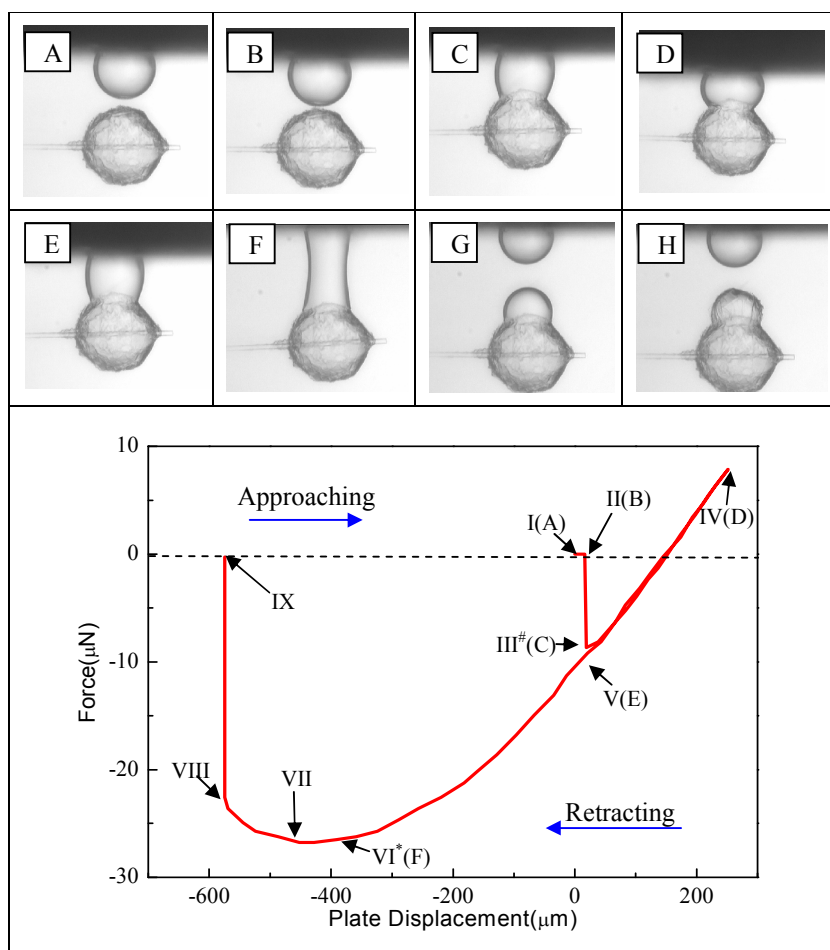 A
B
C
D
E
F
G
H
10
0
-10
-20
-30
Force(μN)
Approaching
I(A)
II(B)
IV(D)
IX
III#(C)
V(E)
VIII
VII
Retracting
VI*(F)
-600
-400
-200
0
200
Plate Displacement(μm)